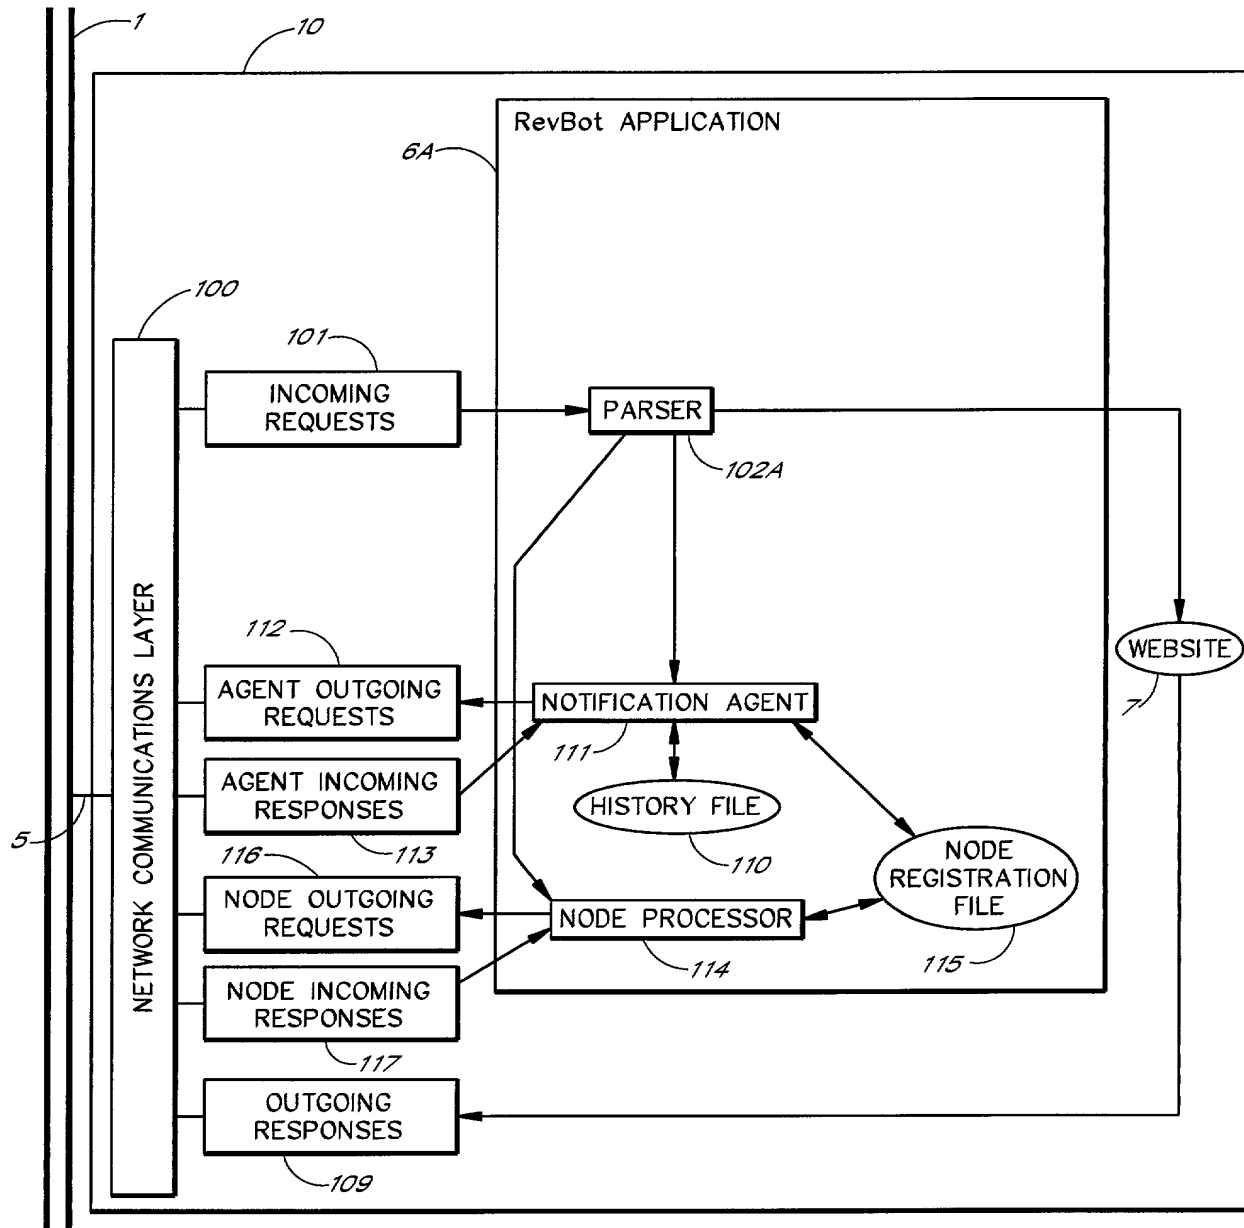 1
10
RevBot APPLICATION
6A
100
101
INCOMING
REQUESTS
PARSER
102A
NETWORK COMMUNICATIONS LAYER
112
AGENT OUTGOING
REQUESTS
NOTIFICATION AGENT
111
WEBSITE
7
AGENT INCOMING
RESPONSES
113
HISTORY FILE
110
5
116
NODE OUTGOING
REQUESTS
NODE PROCESSOR
114
NODE
REGISTRATION
FILE
115
NODE INCOMING
RESPONSES
117
OUTGOING
RESPONSES
109